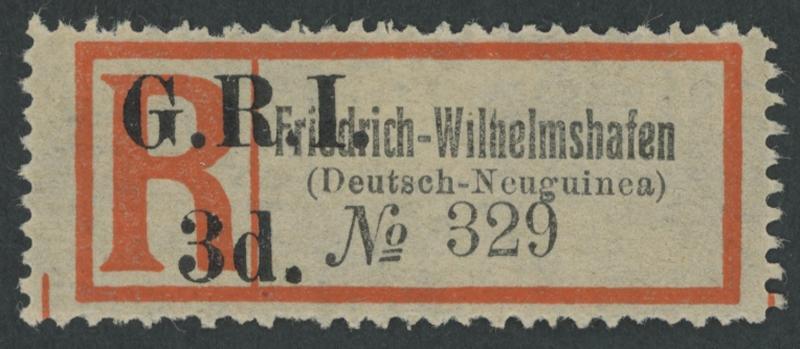 R
G.R.I.
Friedrich-Wilhelmshafen
(Deutsch-Neuguinea)
3d. No 329